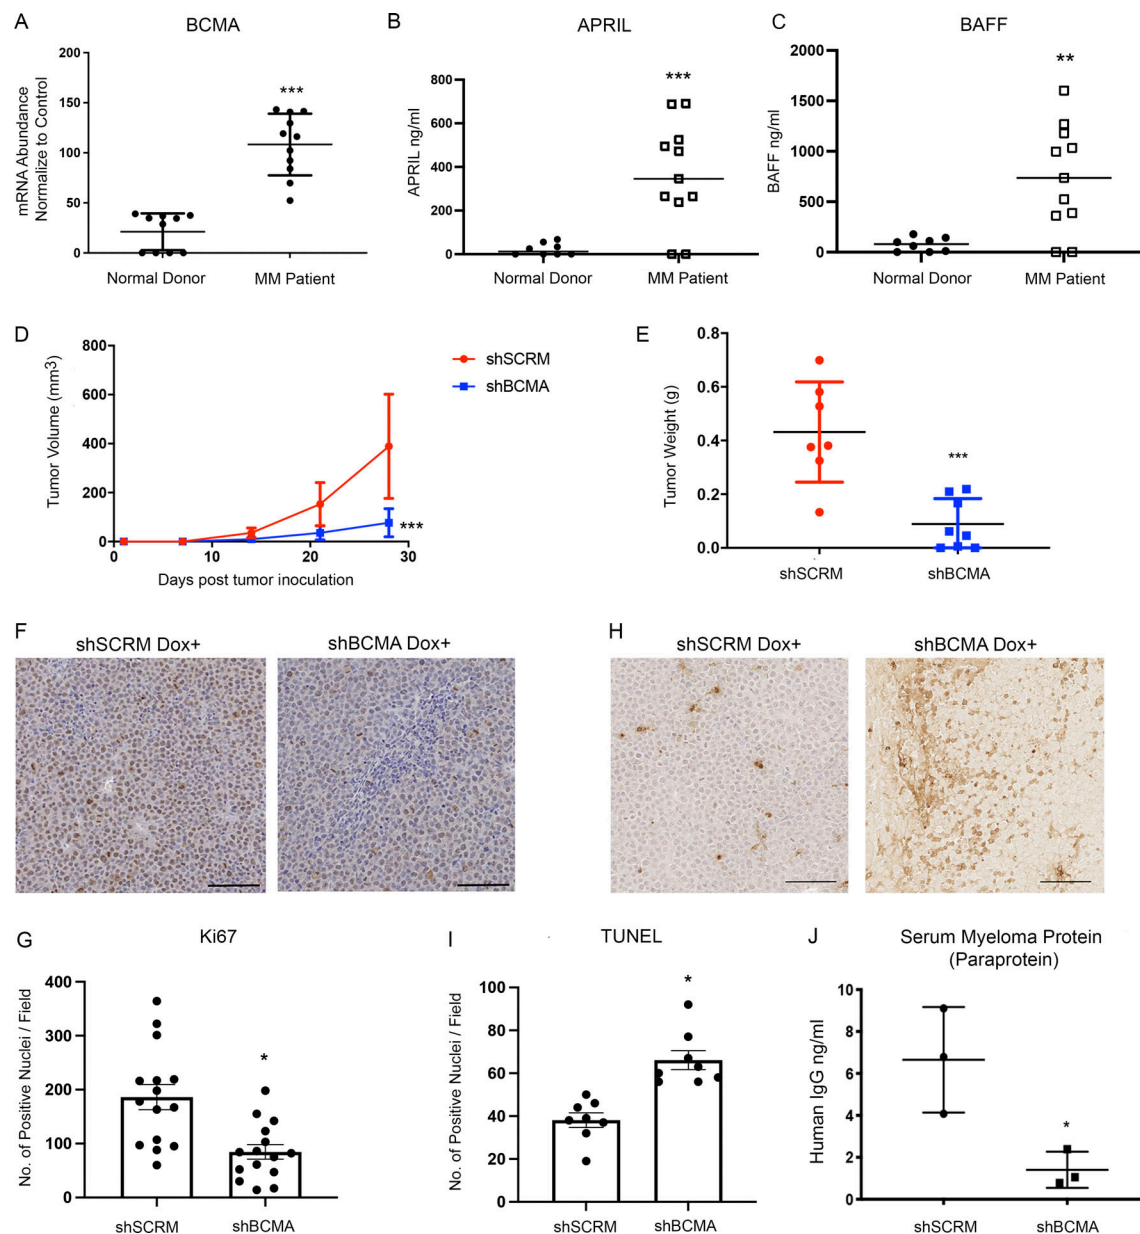 A
BCMA
mRNA Abundance
Normalize to Control
200
150
100
50
0
***
Normal Donor
MM Patient
B
APRIL
APRIL ng/ml
800
600
400
200
0
***
Normal Donor
MM Patient
C
BAFF
BAFF ng/ml
2000
1500
1000
500
0
**
Normal Donor
MM Patient
D
Tumor Volume (mm3)
800
600
400
200
0
0
10
20
30
Days post tumor inoculation
shSCRM
shBCMA
***
E
Tumor Weight (g)
0.8
0.6
0.4
0.2
0.0
***
shSCRM
shBCMA
F
shSCRM Dox+
shBCMA Dox+
H
shSCRM Dox+
shBCMA Dox+
G
Ki67
No. of Positive Nuclei / Field
400
300
200
100
0
*
shSCRM
shBCMA
I
TUNEL
No. of Positive Nuclei / Field
100
80
60
40
20
0
*
shSCRM
shBCMA
J
Serum Myeloma Protein
(Paraprotein)
Human IgG ng/ml
10
8
6
4
2
0
*
shSCRM
shBCMA